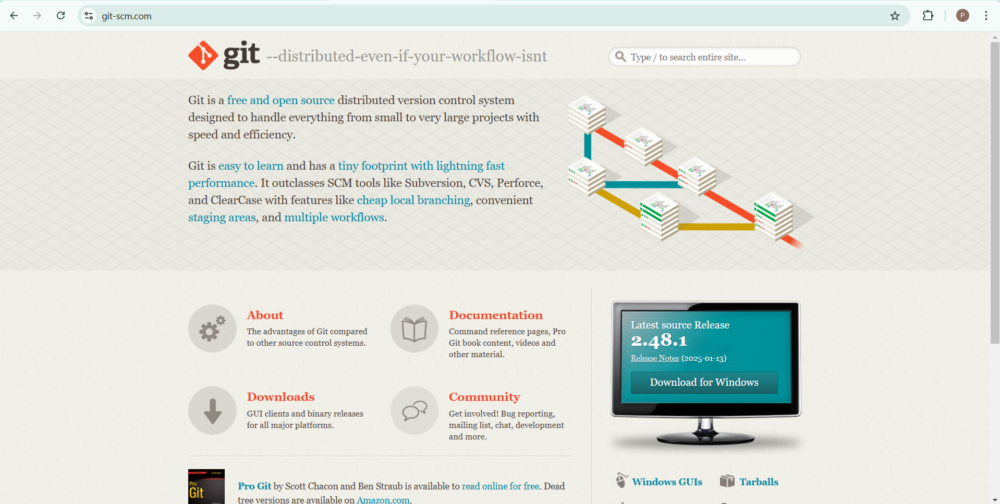 git-scm.com
P
git --distributed-even-if-your-workflow-isnt
Type / to search entire site...
Git is a free and open source distributed version control system
designed to handle everything from small to very large projects with
speed and efficiency.
Git is easy to learn and has a tiny footprint with lightning fast
performance. It outclasses SCM tools like Subversion, CVS, Perforce,
and ClearCase with features like cheap local branching, convenient
staging areas, and multiple workflows.
About
The advantages of Git compared
to other source control systems.
Documentation
Command reference pages, Pro
Git book content, videos and
other material.
Downloads
GUI clients and binary releases
for all major platforms.
Community
Get involved! Bug reporting,
mailing list, chat, development
and more.
Latest source Release
2.48.1
Release Notes (2025-01-13)
Download for Windows
Windows GUIs
Tarballs
Pro
Git
Pro Git by Scott Chacon and Ben Straub is available to read online for free. Dead
tree versions are available on Amazon.com.